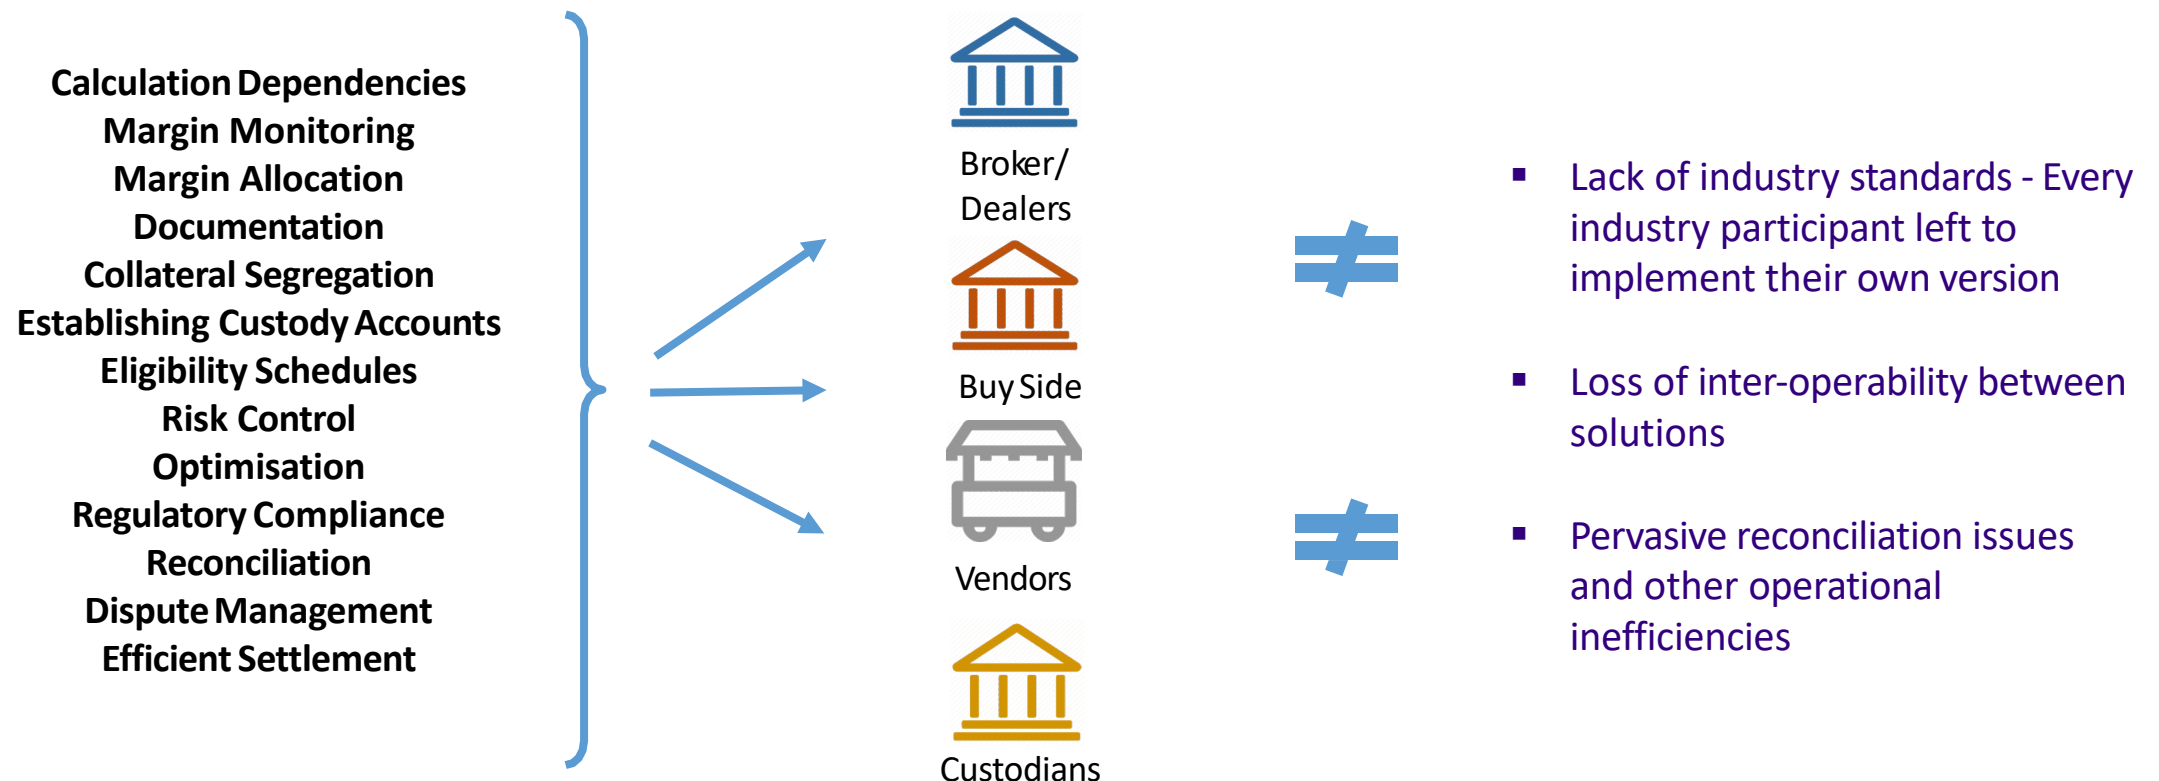 Calculation Dependencies
Margin Monitoring
Margin Allocation
Documentation
Collateral Segregation
Establishing Custody Accounts
Eligibility Schedules
Risk Control
Optimisation
Regulatory Compliance
Reconciliation
Dispute Management
Efficient Settlement
Broker/
Dealers
Buy Side
Vendors
Custodians
▪ Lack of industry standards - Every
industry participant left to
implement their own version
▪ Loss of inter-operability between
solutions
▪ Pervasive reconciliation issues
and other operational
inefficiencies